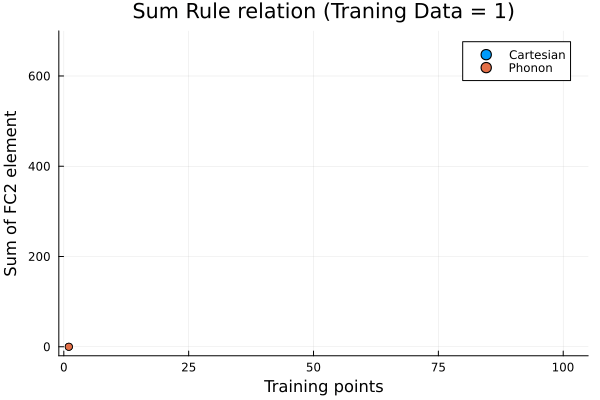 Sum Rule relation (Traning Data = 1)
Cartesian
Phonon
Sum of FC2 element
600
400
200
0
0 25 50 75 100
Training points